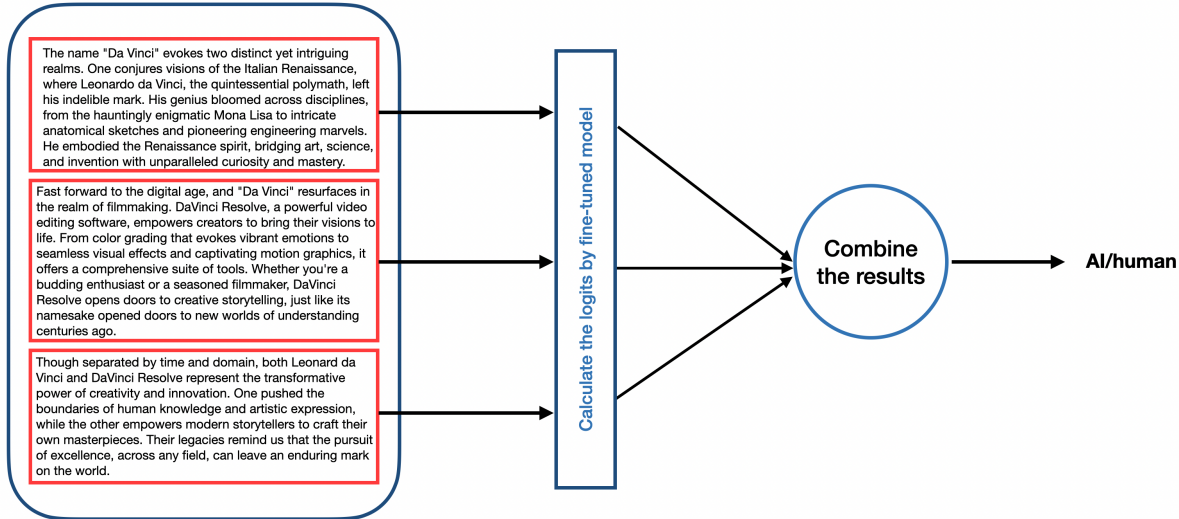 The name "Da Vinci" evokes two distinct yet intriguing
realms. One conjures visions of the Italian Renaissance,
where Leonardo da Vinci, the quintessential polymath, left
his indelible mark. His genius bloomed across disciplines,
from the hauntingly enigmatic Mona Lisa to intricate
anatomical sketches and pioneering engineering marvels.
He embodied the Renaissance spirit, bridging art, science,
and invention with unparalleled curiosity and mastery.
Fast forward to the digital age, and "Da Vinci" resurfaces in
the realm of filmmaking. DaVinci Resolve, a powerful video
editing software, empowers creators to bring their visions to
life. From color grading that evokes vibrant emotions to
seamless visual effects and captivating motion graphics, it
offers a comprehensive suite of tools. Whether you're a
budding enthusiast or a seasoned filmmaker, DaVinci
Resolve opens doors to creative storytelling, just like its
namesake opened doors to new worlds of understanding
centuries ago.
Though separated by time and domain, both Leonard da
Vinci and DaVinci Resolve represent the transformative
power of creativity and innovation. One pushed the
boundaries of human knowledge and artistic expression,
while the other empowers modern storytellers to craft their
own masterpieces. Their legacies remind us that the pursuit
of excellence, across any field, can leave an enduring mark
on the world.
Calculate the logits by fine-tuned model
Combine
the results
AI/human